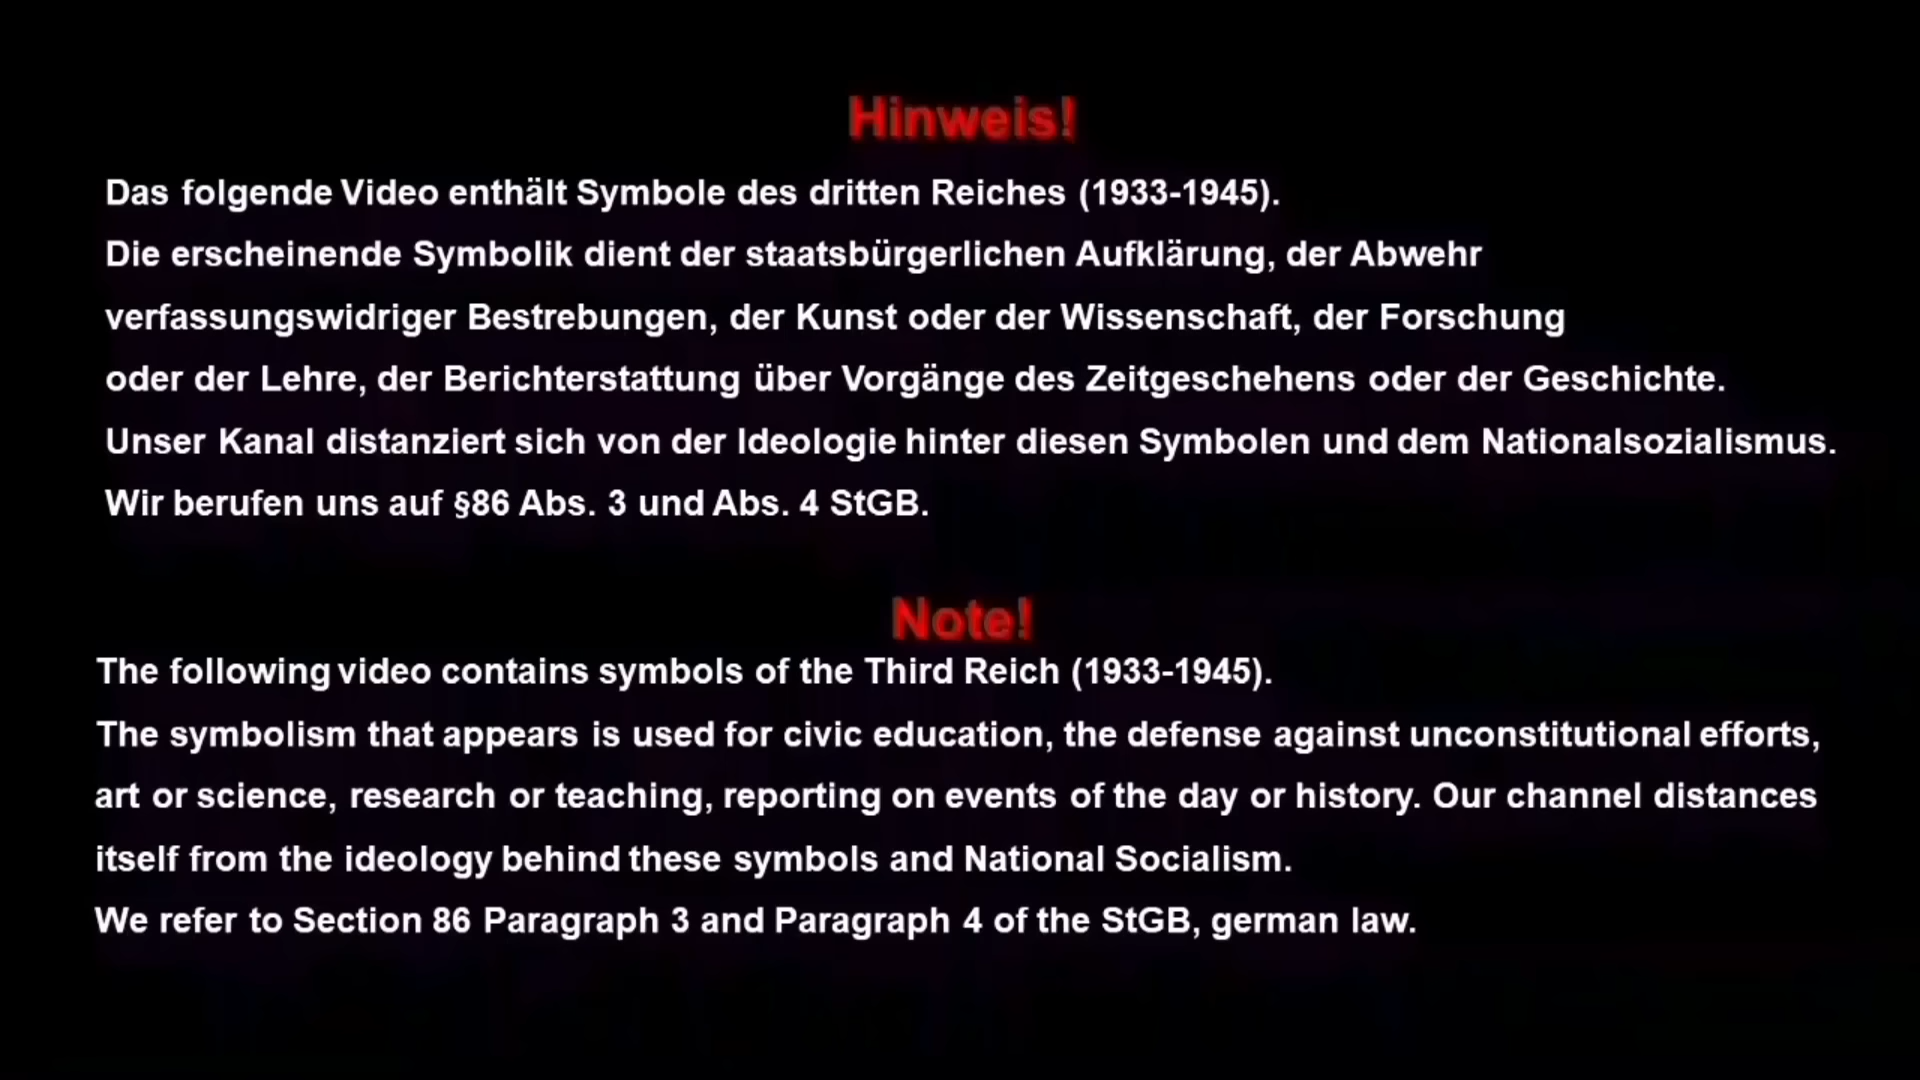 Hinweis!
Das folgende Video enthält Symbole des dritten Reiches (1933-1945).
Die erscheinende Symbolik dient der staatsbürgerlichen Aufklärung, der Abwehr
verfassungswidriger Bestrebungen, der Kunst oder der Wissenschaft, der Forschung
oder der Lehre, der Berichterstattung über Vorgänge des Zeitgeschehens oder der Geschichte.
Unser Kanal distanziert sich von der Ideologie hinter diesen Symbolen und dem Nationalsozialismus.
Wir berufen uns auf §86 Abs. 3 und Abs. 4 StGB.
Note!
The following video contains symbols of the Third Reich (1933-1945).
The symbolism that appears is used for civic education, the defense against unconstitutional efforts,
art or science, research or teaching, reporting on events of the day or history. Our channel distances
itself from the ideology behind these symbols and National Socialism.
We refer to Section 86 Paragraph 3 and Paragraph 4 of the StGB, german law.